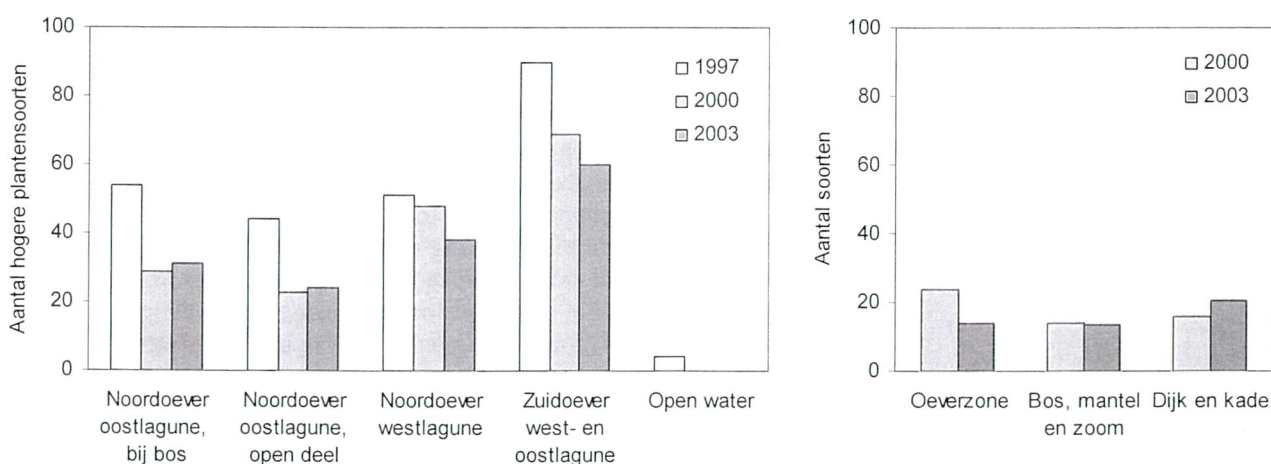 Aantal hogere plantensoorten
100
80
60
40
20
0
1997
2000
2003
Noordoever
oostlagune,
bij bos
Noordoever
oostlagune,
open deel
Noordoever
westlagune
Zuidoever
west- en
oostlagune
Open water
Aantal soorten
100
80
60
40
20
0
2000
2003
Oeverzone
Bos, mantel
en zoom
Dijk en kade